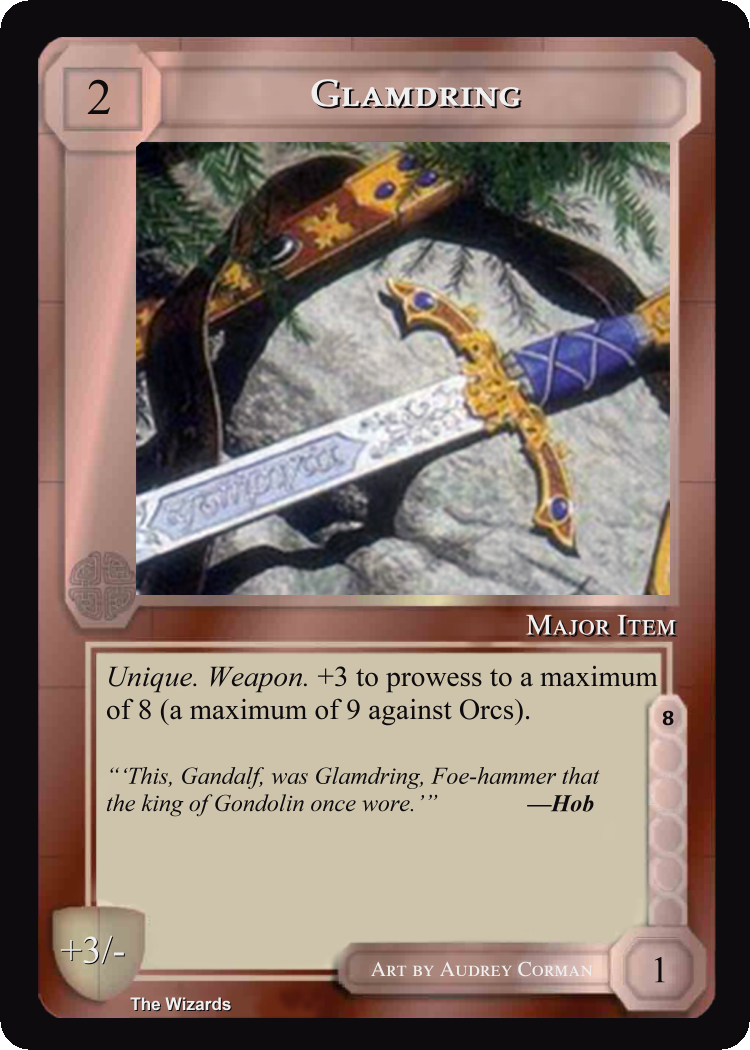 2
GLAMDRING
MAJOR ITEM
Unique. Weapon. +3 to prowess to a maximum
of 8 (a maximum of 9 against Orcs).
8
“‘This, Gandalf, was Glamdring, Foe-hammer that
the king of Gondolin once wore.’” —Hob
+3/-
ART BY AUDREY CORMAN
1
The Wizards